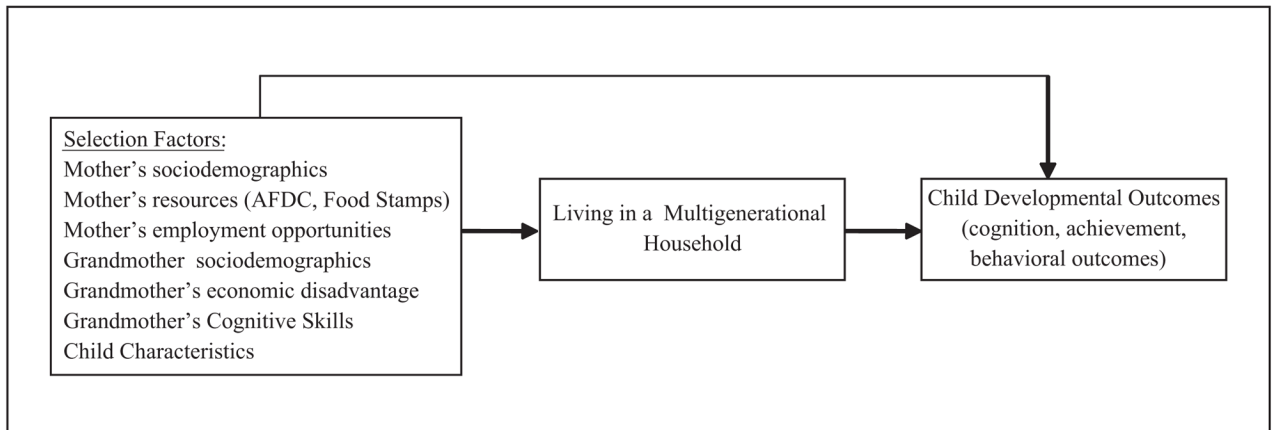 Selection Factors:
Mother’s sociodemographics
Mother’s resources (AFDC, Food Stamps)
Mother’s employment opportunities
Grandmother sociodemographics
Grandmother’s economic disadvantage
Grandmother’s Cognitive Skills
Child Characteristics
Living in a Multigenerational
Household
Child Developmental Outcomes
(cognition, achievement,
behavioral outcomes)